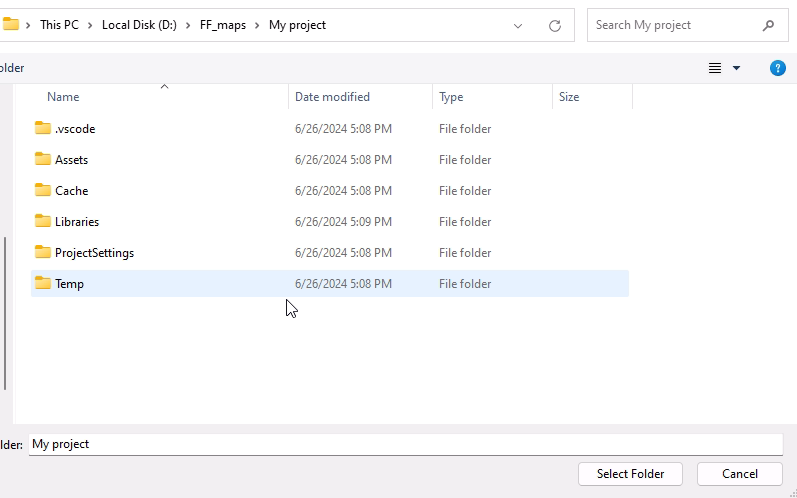 This PC > Local Disk (D:) > FF_maps > My project
Search My project
older
?
Name Date modified Type Size
.vscode 6/26/2024 5:08 PM File folder
Assets 6/26/2024 5:08 PM File folder
Cache 6/26/2024 5:08 PM File folder
Libraries 6/26/2024 5:09 PM File folder
ProjectSettings 6/26/2024 5:08 PM File folder
Temp 6/26/2024 5:08 PM File folder
lder: My project
Select Folder Cancel